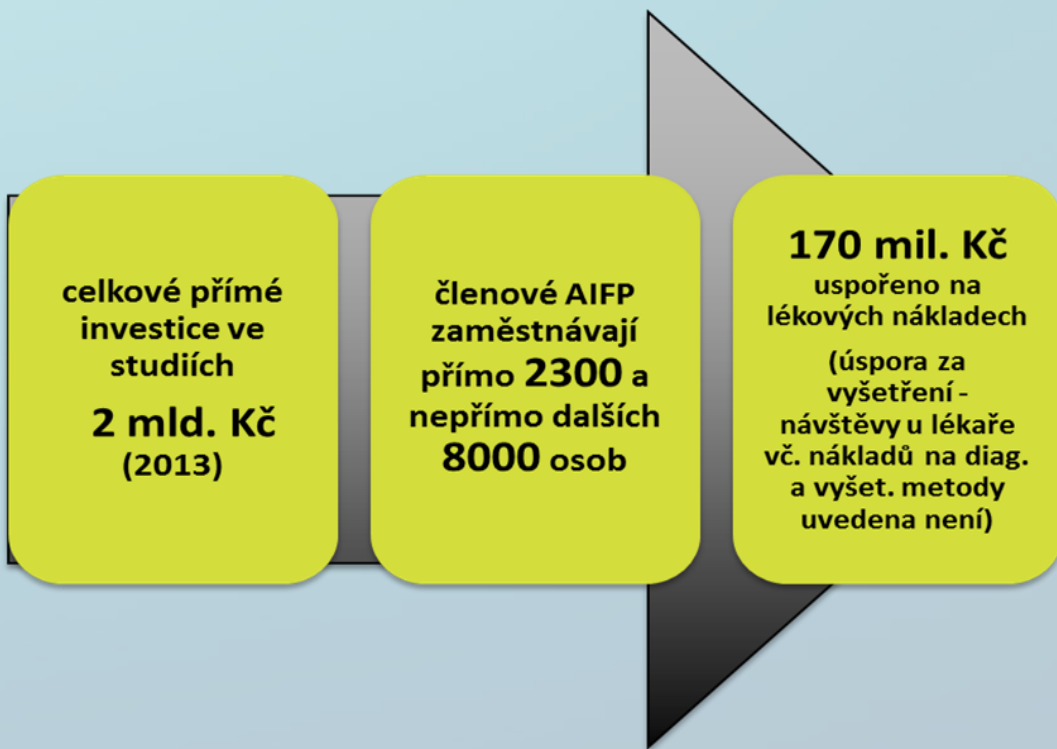 celkové přímé
investice ve
studiích
2 mld. Kč
(2013)
členové AIFP
zaměstnávají
přímo 2300 a
nepřímo dalších
8000 osob
170 mil. Kč
uspořeno na
lékových nákladech
(úspora za
vyšetření -
návštěvy u lékaře
vč. nákladů na diag.
a vyšet. metody
uvedena není)